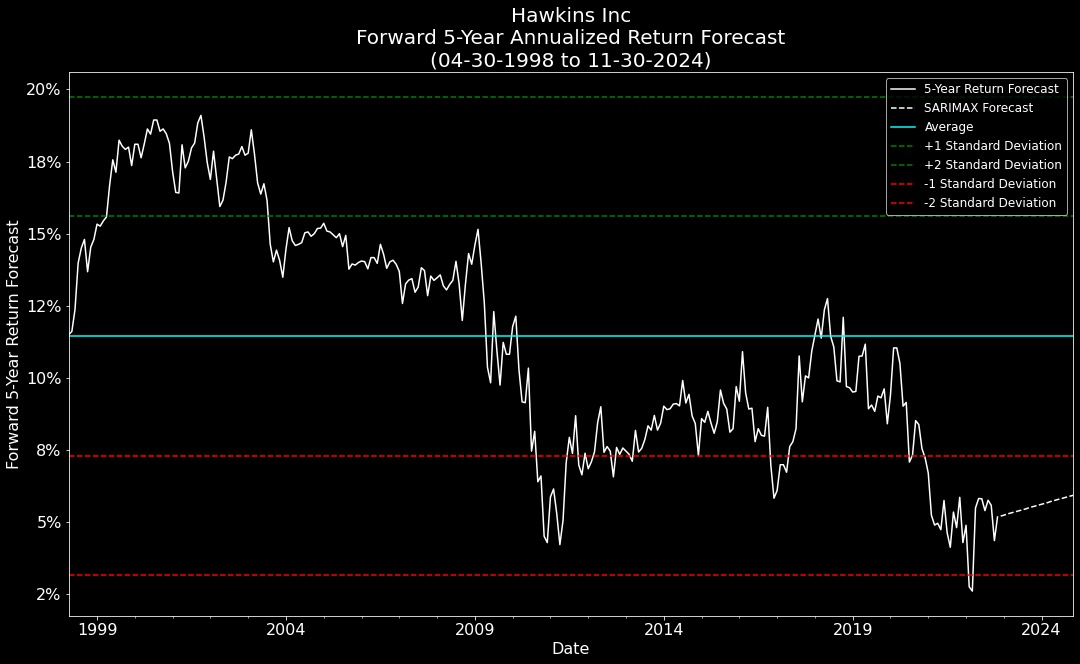 Hawkins Inc
Forward 5-Year Annualized Return Forecast
(04-30-1998 to 11-30-2024)
5-Year Return Forecast
SARIMAX Forecast
Average
+1 Standard Deviation
+2 Standard Deviation
-1 Standard Deviation
-2 Standard Deviation
Forward 5-Year Return Forecast
20%
18%
15%
12%
10%
8%
5%
2%
1999 2004 2009 2014 2019 2024
Date